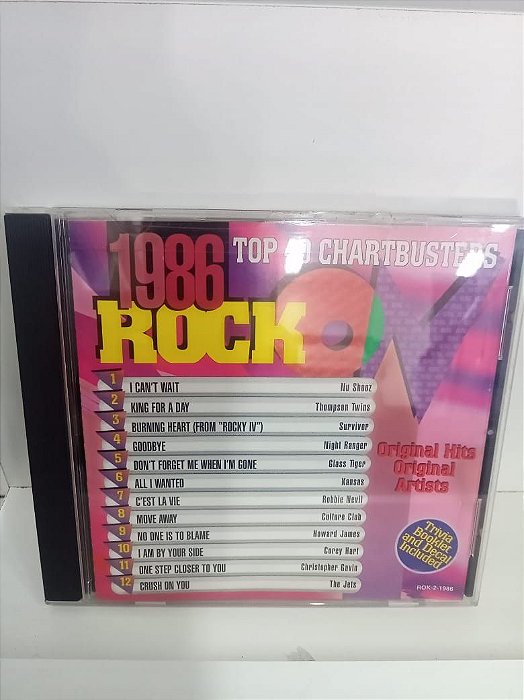 1986
TOP 40 CHARTBUSTERS
ROCK ON
1 I CAN'T WAIT Nu Shooz
2 KING FOR A DAY Thompson Twins
3 BURNING HEART (FROM "ROCKY IV") Survivor
4 GOODBYE Night Ranger
5 DON'T FORGET ME WHEN I'M GONE Glass Tiger
6 ALL I WANTED Kansas
7 C'EST LA VIE Robbie Nevil
8 MOVE AWAY Culture Club
9 NO ONE IS TO BLAME Howard James
10 I AM BY YOUR SIDE Corey Hart
11 ONE STEP CLOSER TO YOU Christopher Gavin
12 CRUSH ON YOU The Jets
Original Hits
Original
Artists
Trivia
Booklet
and Decal
Included
ROK-2-1986